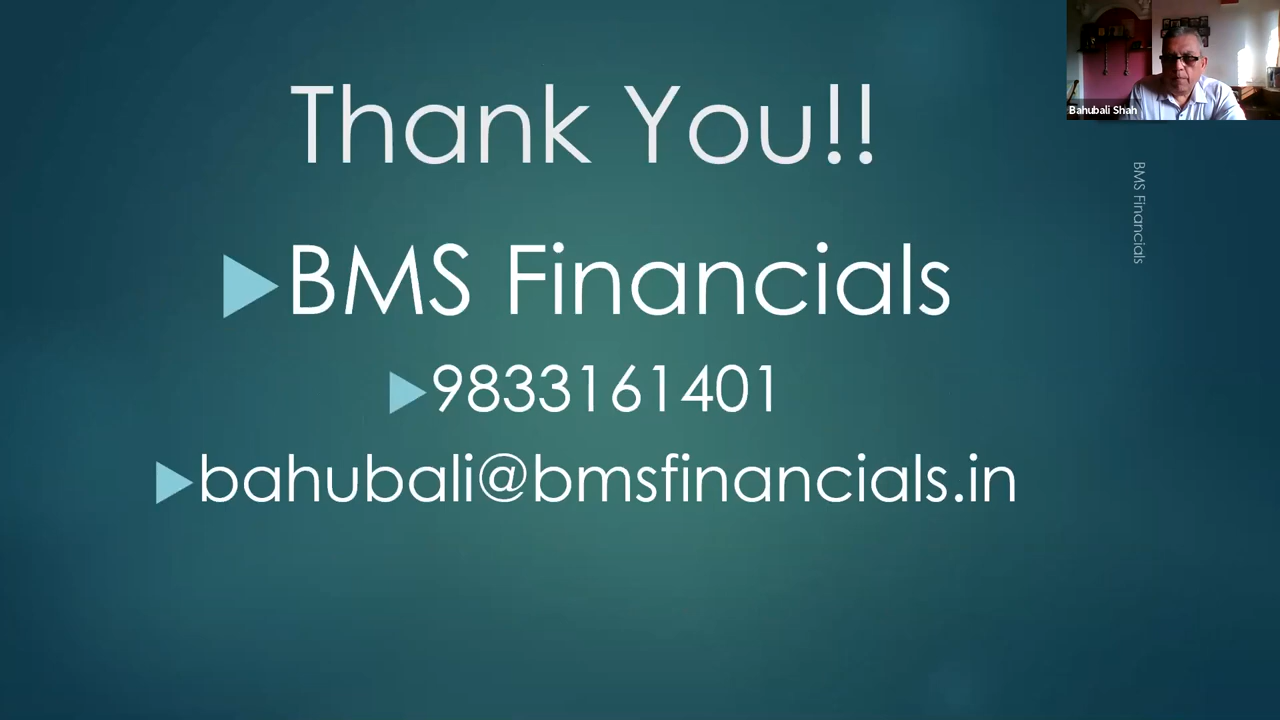 Thank You!!
Bahubali Shah
BMS Financials
BMS Financials
9833161401
bahubali@bmsfinancials.in